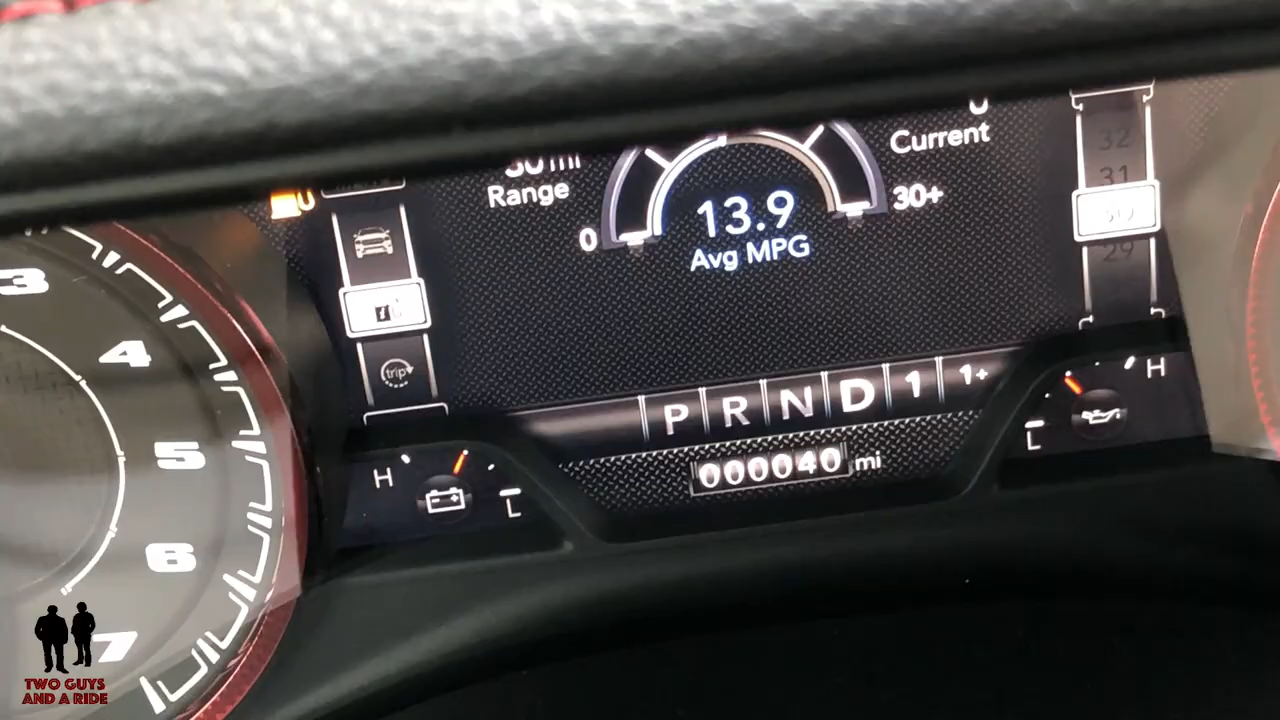 Current
Range
30+
0
13.9
Avg MPG
32
31
30
29
trip
3
4
5
6
7
P R N D 1 1+
000040 mi
H
L
L
H
TWO GUYS
AND A RIDE